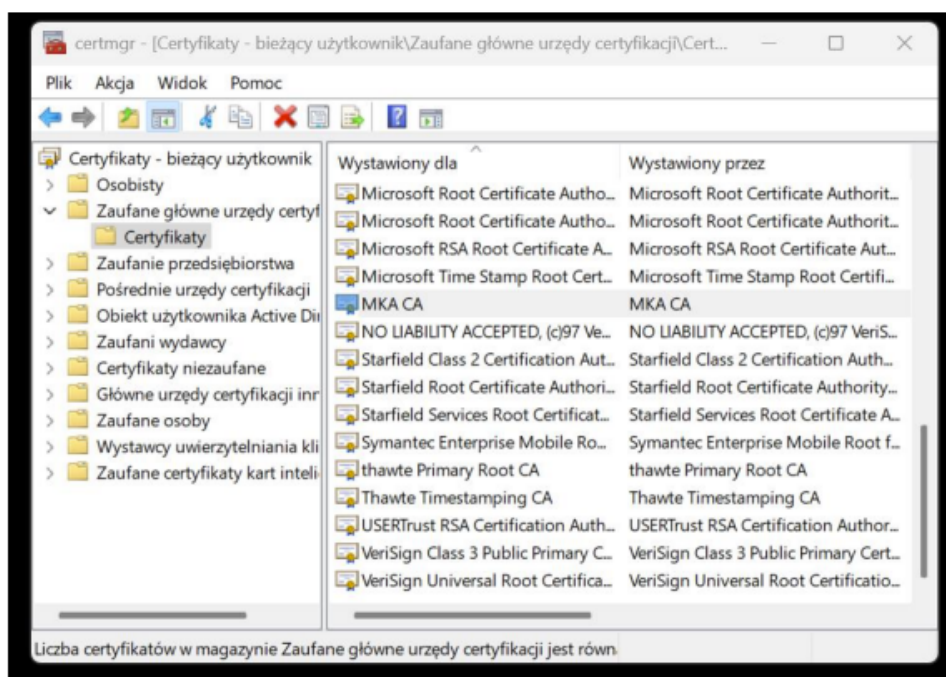 certmgr - [Certyfikaty - bieżący użytkownik\Zaufane główne urzędy certyfikacji\Cert...
Plik Akcja Widok Pomoc
Certyfikaty - bieżący użytkownik
Osobisty
Zaufane główne urzędy certyf
Certyfikaty
Zaufanie przedsiębiorstwa
Pośrednie urzędy certyfikacji
Obiekt użytkownika Active Di
Zaufani wydawcy
Certyfikaty niezaufane
Główne urzędy certyfikacji inn
Zaufane osoby
Wystawcy uwierzytelniania kli
Zaufane certyfikaty kart inteli
Wystawiony dla Wystawiony przez
Microsoft Root Certificate Autho... Microsoft Root Certificate Authorit...
Microsoft Root Certificate Autho... Microsoft Root Certificate Authorit...
Microsoft RSA Root Certificate A... Microsoft RSA Root Certificate Aut...
Microsoft Time Stamp Root Cert... Microsoft Time Stamp Root Certifi...
MKA CA MKA CA
NO LIABILITY ACCEPTED, (c)97 Ve... NO LIABILITY ACCEPTED, (c)97 VeriS...
Starfield Class 2 Certification Aut... Starfield Class 2 Certification Auth...
Starfield Root Certificate Authori... Starfield Root Certificate Authority...
Starfield Services Root Certificat... Starfield Services Root Certificate A...
Symantec Enterprise Mobile Ro... Symantec Enterprise Mobile Root f...
thawte Primary Root CA thawte Primary Root CA
Thawte Timestamping CA Thawte Timestamping CA
USERTrust RSA Certification Auth... USERTrust RSA Certification Author...
VeriSign Class 3 Public Primary C... VeriSign Class 3 Public Primary Cert...
VeriSign Universal Root Certifica... VeriSign Universal Root Certificatio...
Liczba certyfikatów w magazynie Zaufane główne urzędy certyfikacji jest równ